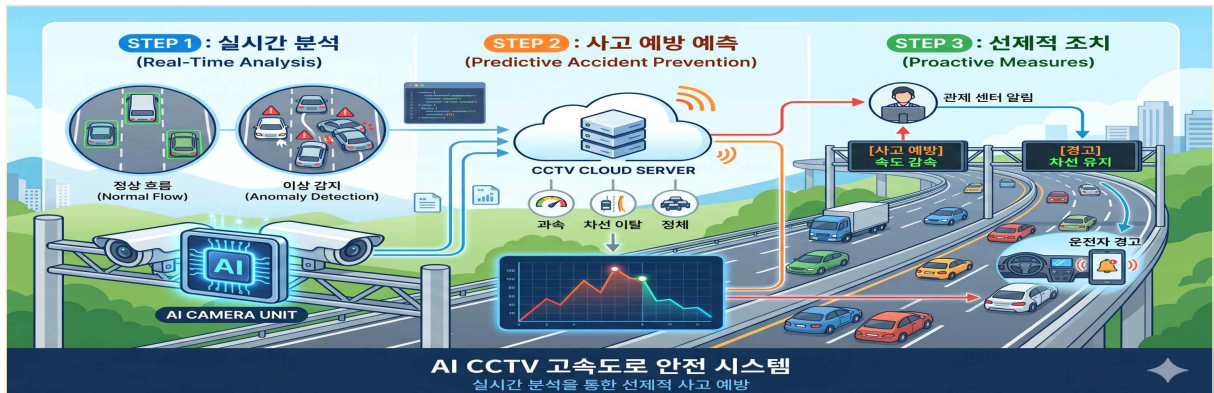 STEP 1 : 실시간 분석
(Real-Time Analysis)
정상 흐름
(Normal Flow)
이상 감지
(Anomaly Detection)
AI
AI CAMERA UNIT
STEP 2 : 사고 예방 예측
(Predictive Accident Prevention)
CCTV CLOUD SERVER
과속
차선 이탈
정체
STEP 3 : 선제적 조치
(Proactive Measures)
관제 센터 알림
[사고 예방]
속도 감속
[경고]
차선 유지
운전자 경고
AI CCTV 고속도로 안전 시스템
실시간 분석을 통한 선제적 사고 예방